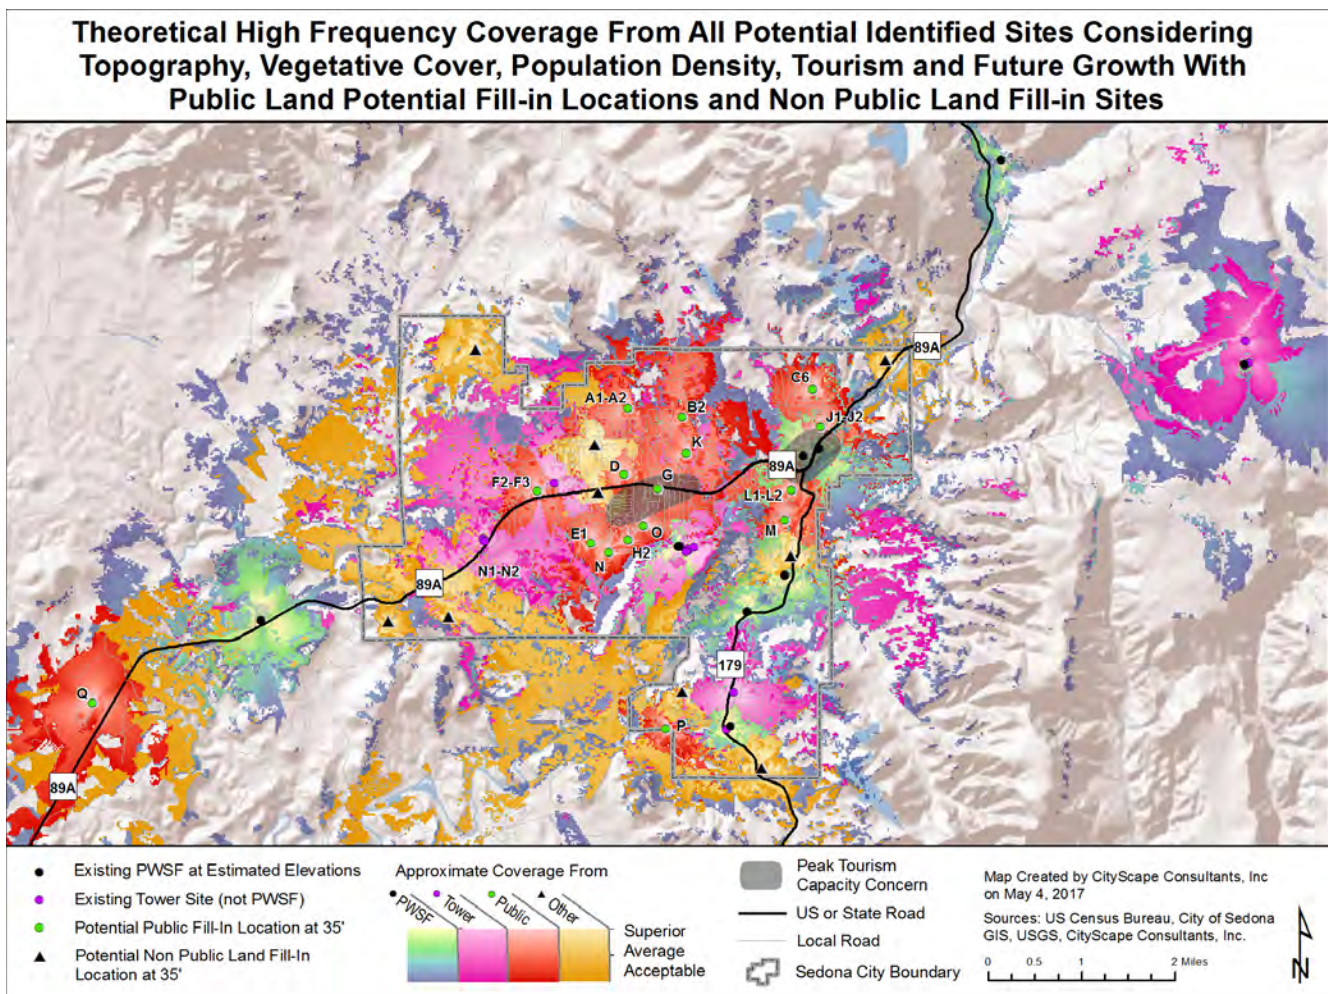 Theoretical High Frequency Coverage From All Potential Identified Sites Considering
Topography, Vegetative Cover, Population Density, Tourism and Future Growth With
Public Land Potential Fill-in Locations and Non Public Land Fill-in Sites
89A
C6
A1-A2
B2
J1-J2
K
89A
D
G
F2-F3
L1-L2
M
E1
O
H2
N
N1-N2
89A
179
Q
P
89A
Existing PWSF at Estimated Elevations
Existing Tower Site (not PWSF)
Potential Public Fill-In Location at 35'
Potential Non Public Land Fill-In
Location at 35'
Approximate Coverage From
PWSF
Tower
Public
Other
Superior
Average
Acceptable
Peak Tourism
Capacity Concern
US or State Road
Local Road
Sedona City Boundary
Map Created by CityScape Consultants, Inc
on May 4, 2017
Sources: US Census Bureau, City of Sedona
GIS, USGS, CityScape Consultants, Inc.
0 0.5 1 2 Miles
N